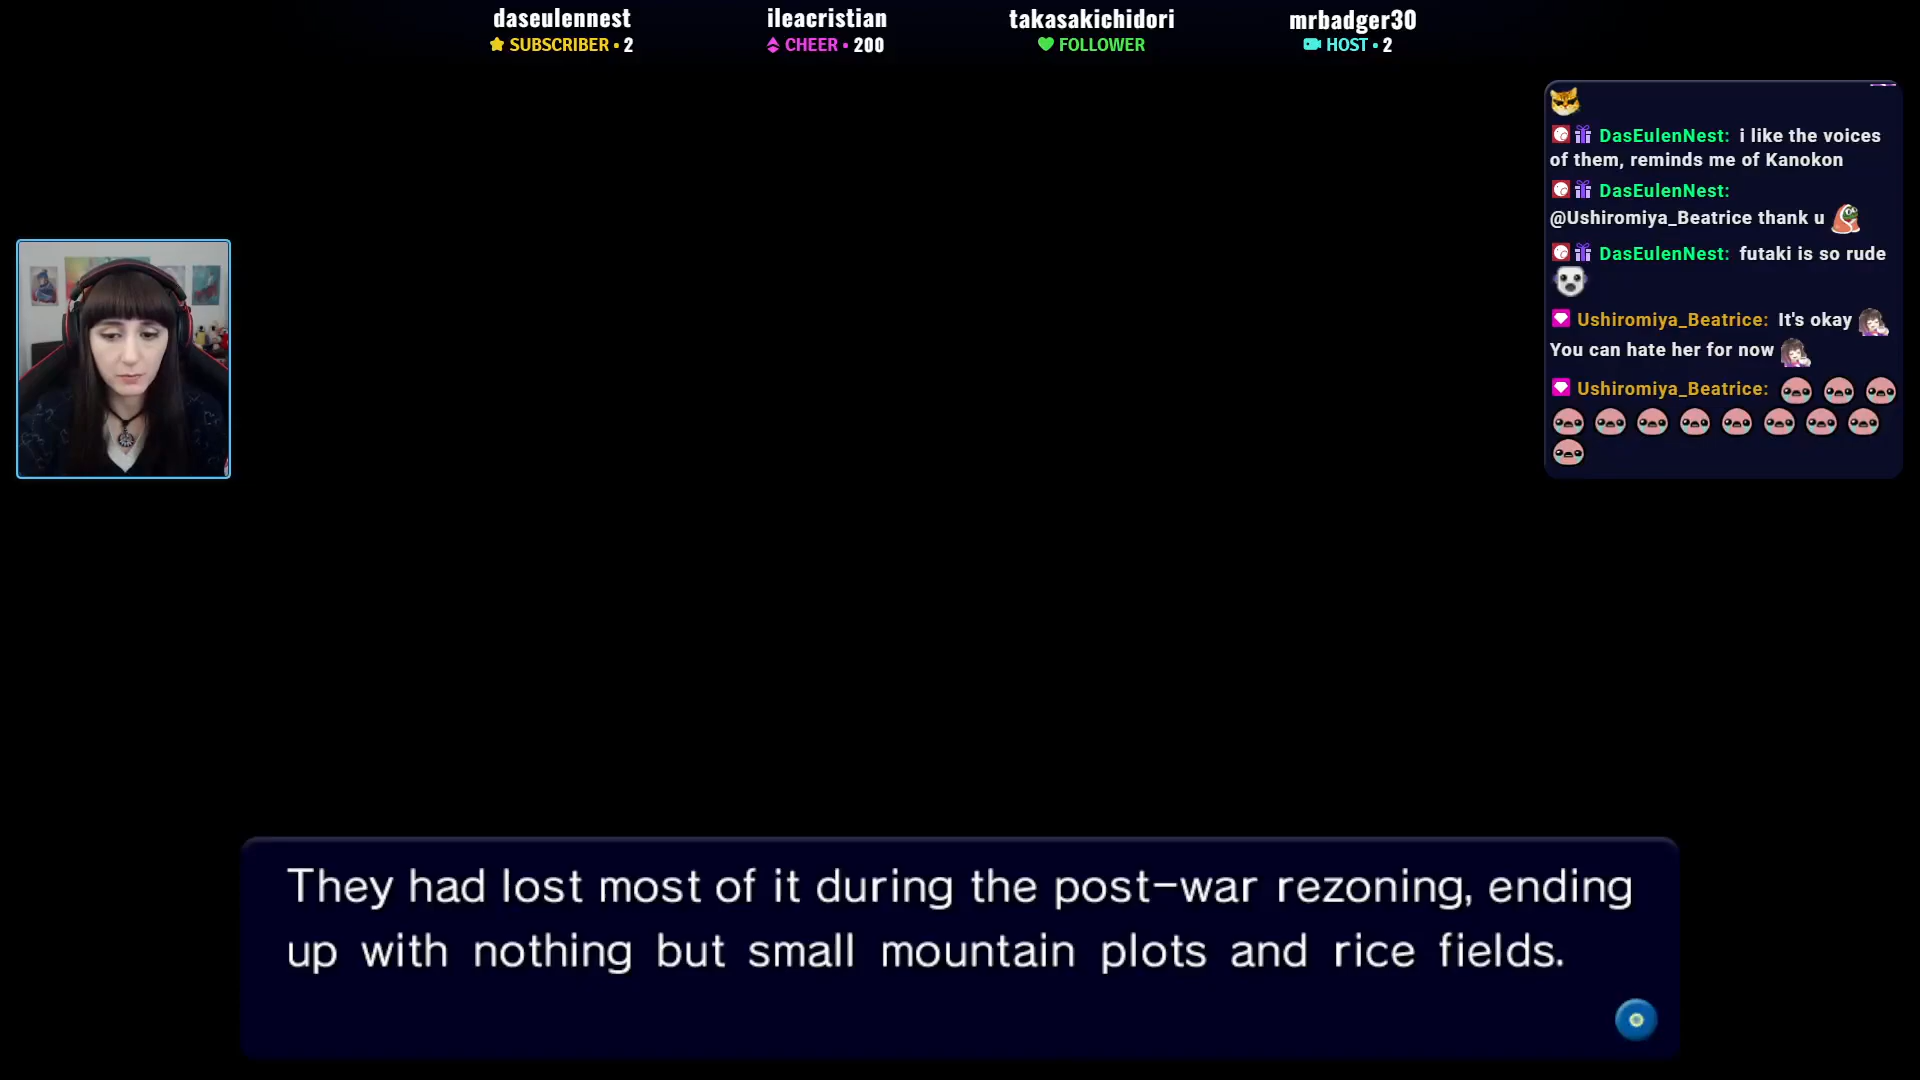 daseulennest
SUBSCRIBER • 2
ileacristian
CHEER • 200
takasakichidori
FOLLOWER
mrbadger30
HOST • 2
DasEulenNest: i like the voices
of them, reminds me of Kanokon
DasEulenNest:
@Ushiromiya_Beatrice thank u
DasEulenNest: futaki is so rude
Ushiromiya_Beatrice: It's okay
You can hate her for now
Ushiromiya_Beatrice:
They had lost most of it during the post-war rezoning, ending
up with nothing but small mountain plots and rice fields.